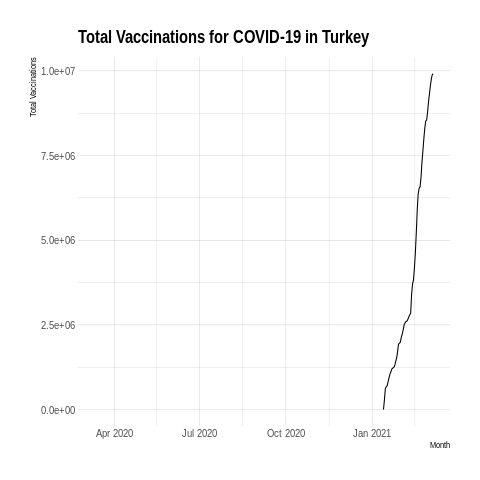 Total Vaccinations for COVID-19 in Turkey
Total Vaccinations
1.0e+07
7.5e+06
5.0e+06
2.5e+06
0.0e+00
Apr 2020 Jul 2020 Oct 2020 Jan 2021
Month